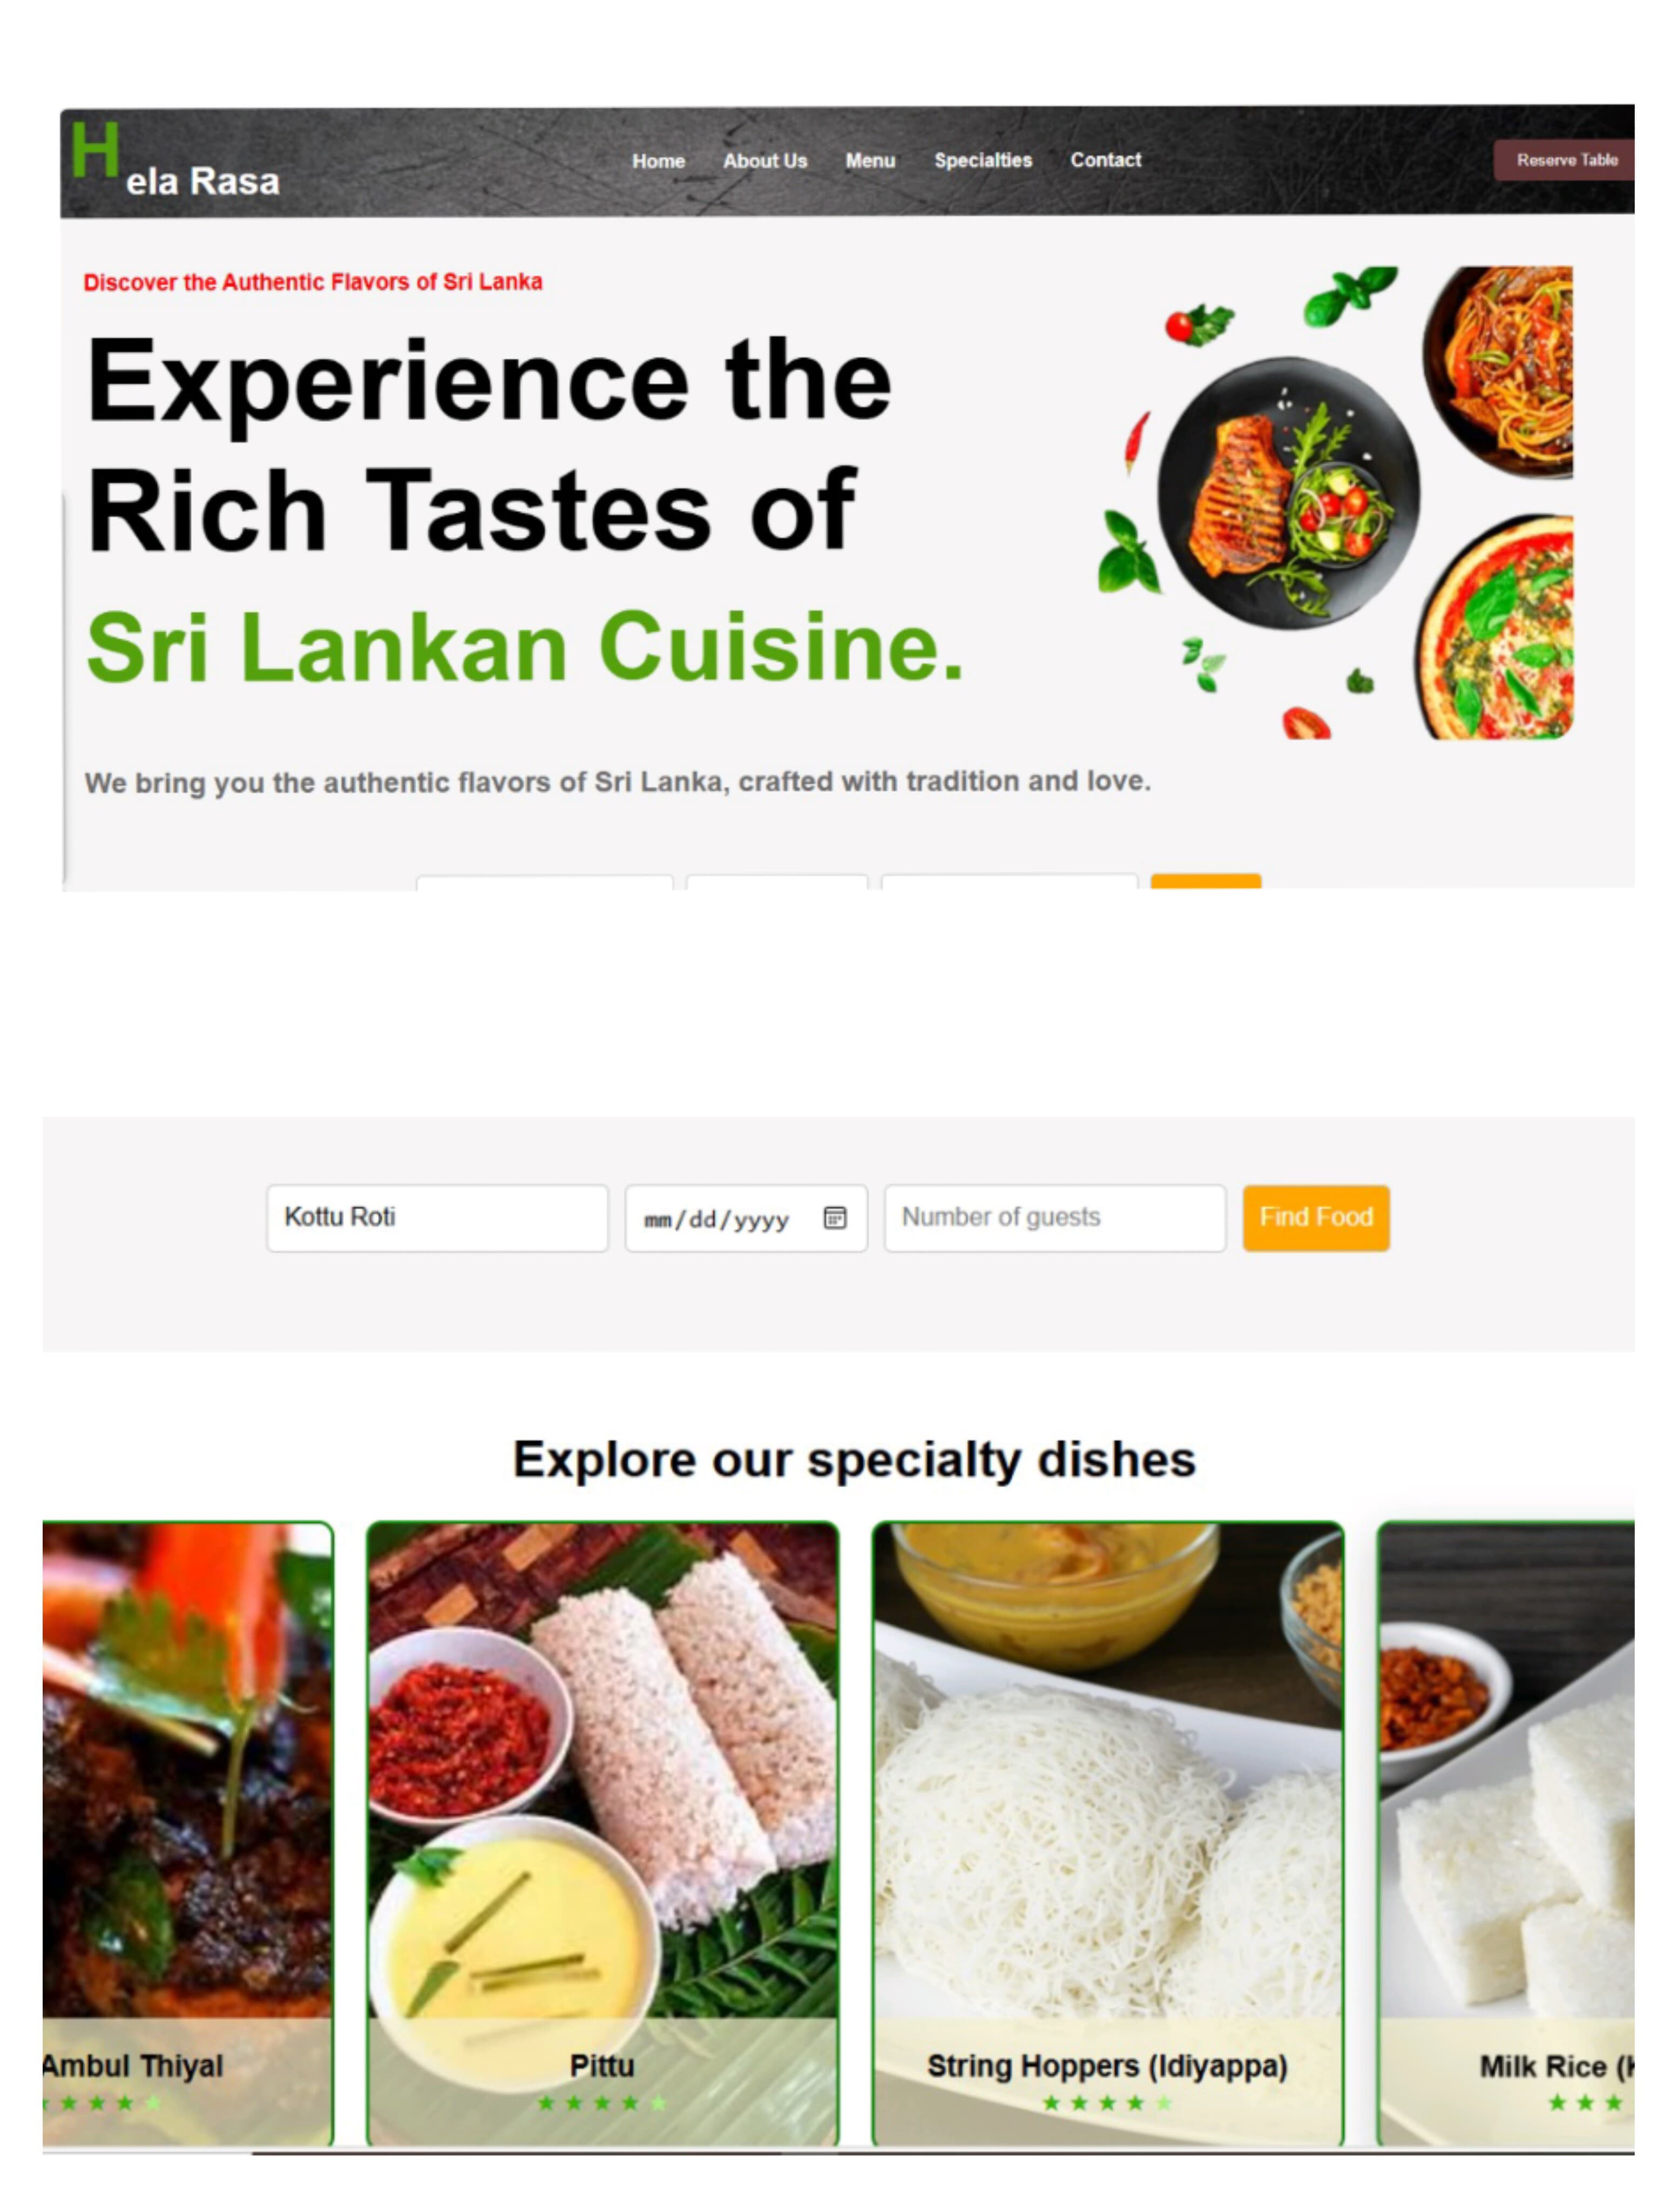 Hela Rasa
Home About Us Menu Specialties Contact Reserve Table
Discover the Authentic Flavors of Sri Lanka
Experience the
Rich Tastes of
Sri Lankan Cuisine.
We bring you the authentic flavors of Sri Lanka, crafted with tradition and love.
Kottu Roti mm/dd/yyyy Number of guests Find Food
Explore our specialty dishes
Ambul Thiyal Pittu String Hoppers (Idiyappa) Milk Rice (